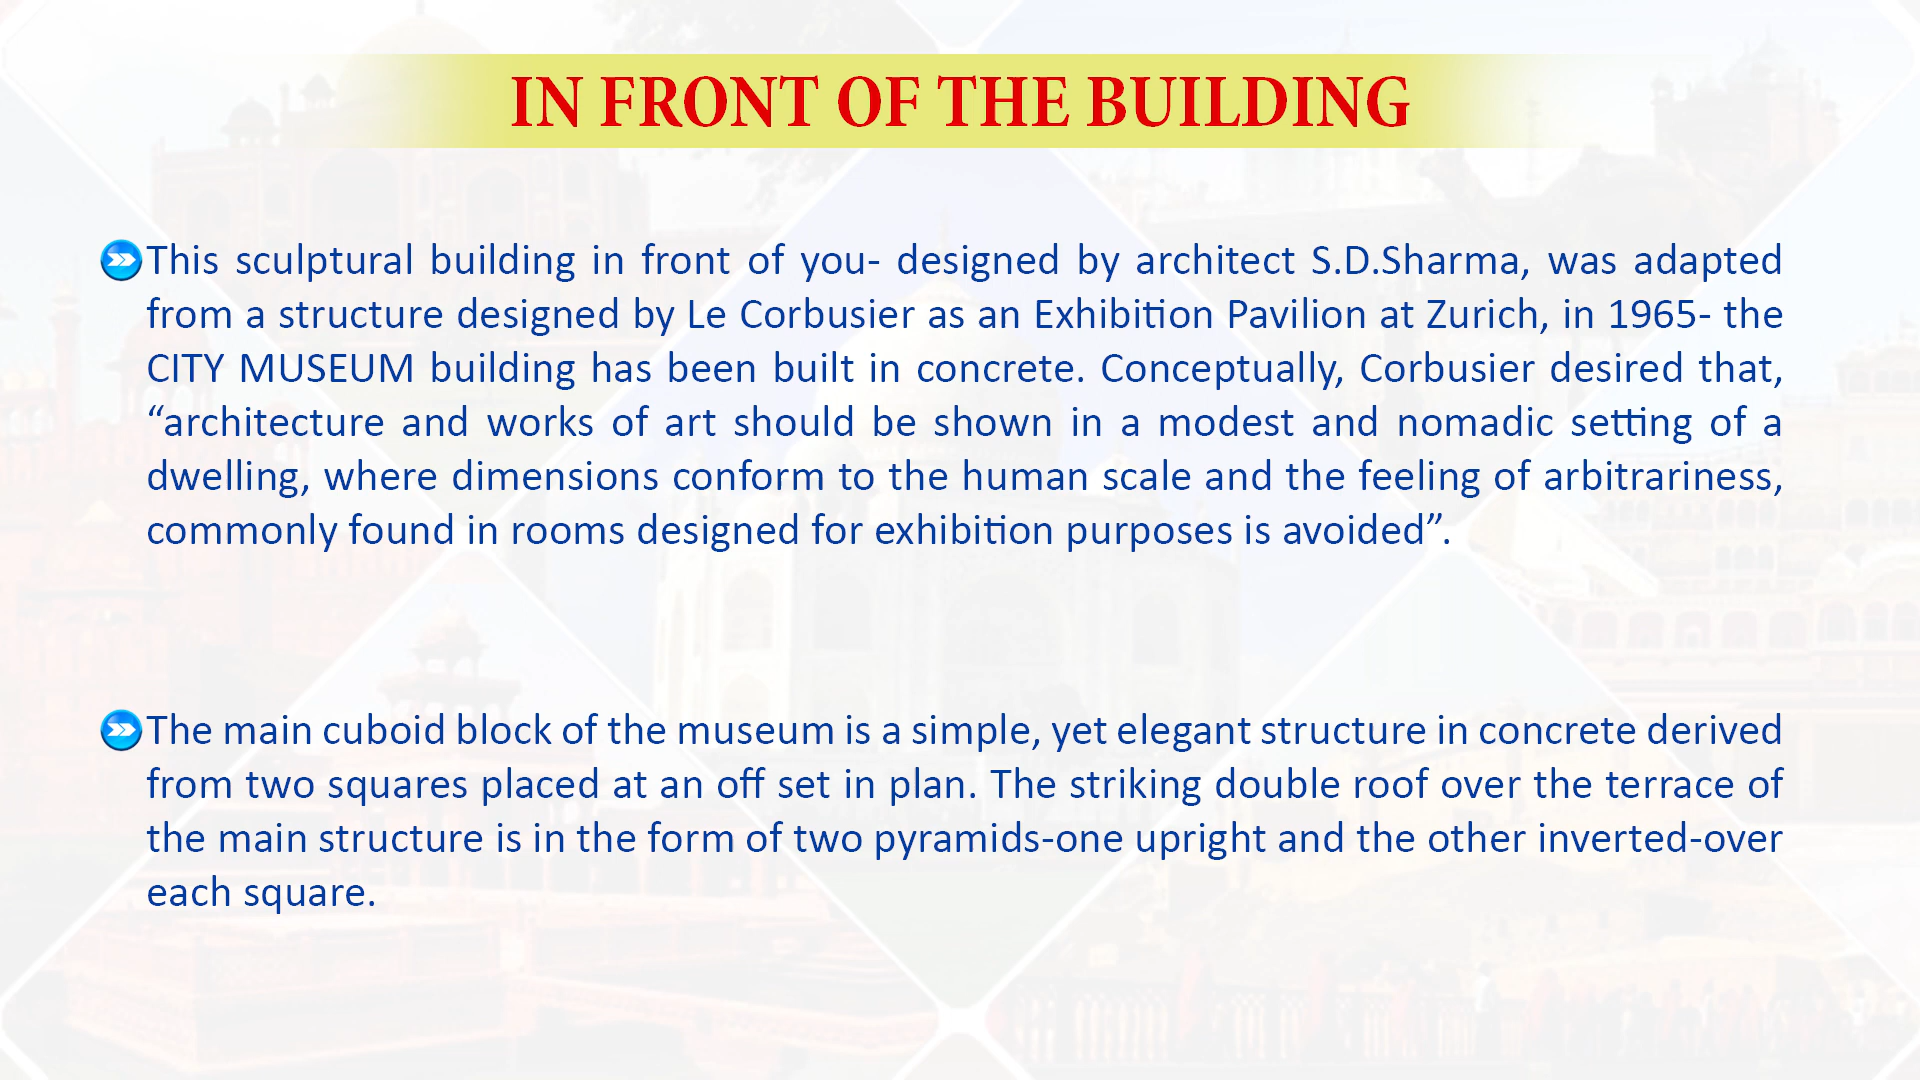 IN FRONT OF THE BUILDING
This sculptural building in front of you- designed by architect S.D.Sharma, was adapted
from a structure designed by Le Corbusier as an Exhibition Pavilion at Zurich, in 1965- the
CITY MUSEUM building has been built in concrete. Conceptually, Corbusier desired that,
“architecture and works of art should be shown in a modest and nomadic setting of a
dwelling, where dimensions conform to the human scale and the feeling of arbitrariness,
commonly found in rooms designed for exhibition purposes is avoided”.
The main cuboid block of the museum is a simple, yet elegant structure in concrete derived
from two squares placed at an off set in plan. The striking double roof over the terrace of
the main structure is in the form of two pyramids-one upright and the other inverted-over
each square.